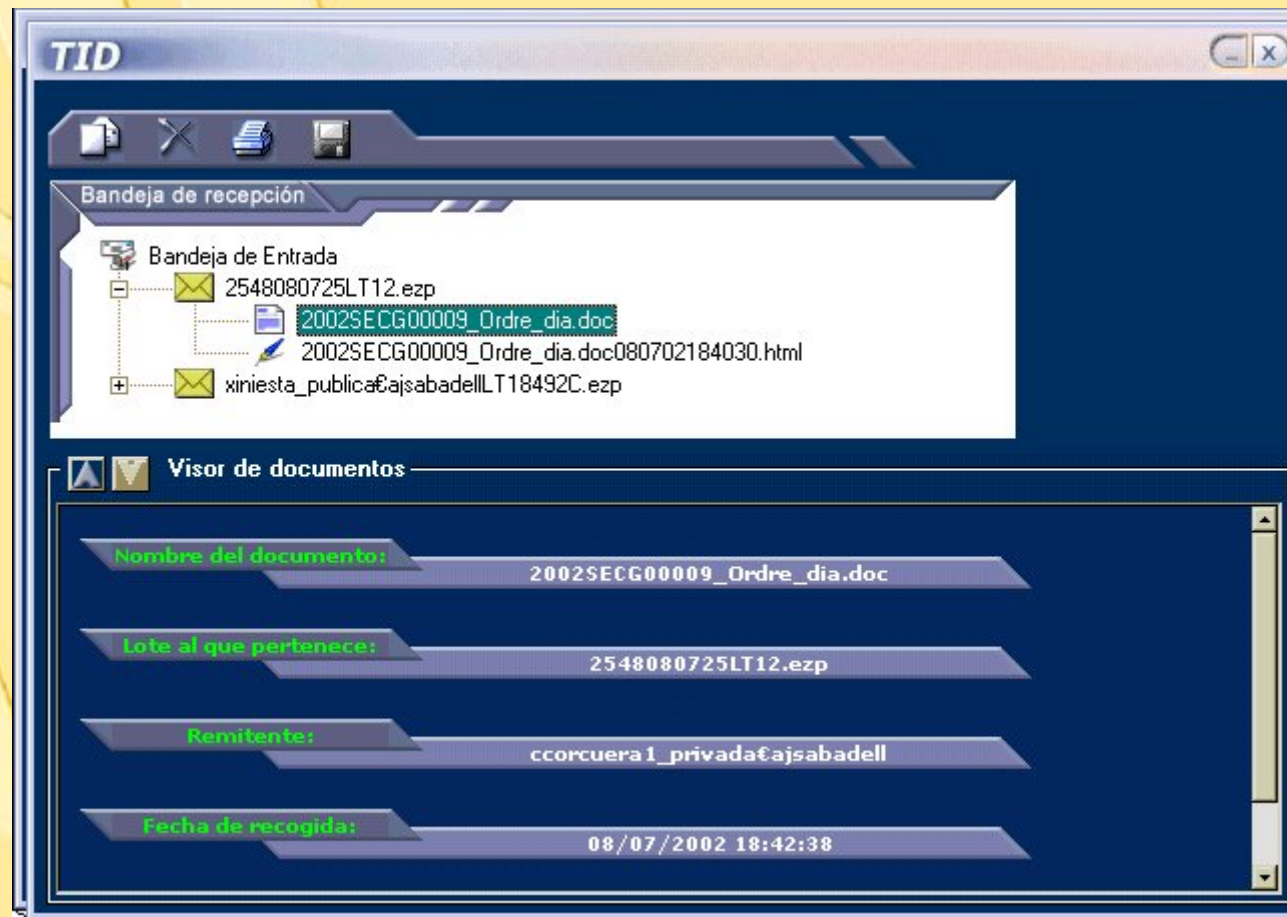 TID
Bandeja de recepción
Bandeja de Entrada
2548080725LT12.ezp
2002SECG00009_Ordre_dia.doc
2002SECG00009_Ordre_dia.doc080702184030.html
xiniesta_publica€ajsabadellLT18492C.ezp
Visor de documentos
Nombre del documento:
2002SECG00009_Ordre_dia.doc
Lote al que pertenece:
2548080725LT12.ezp
Remitente:
ccorcuera1_privada€ajsabadell
Fecha de recogida:
08/07/2002 18:42:38